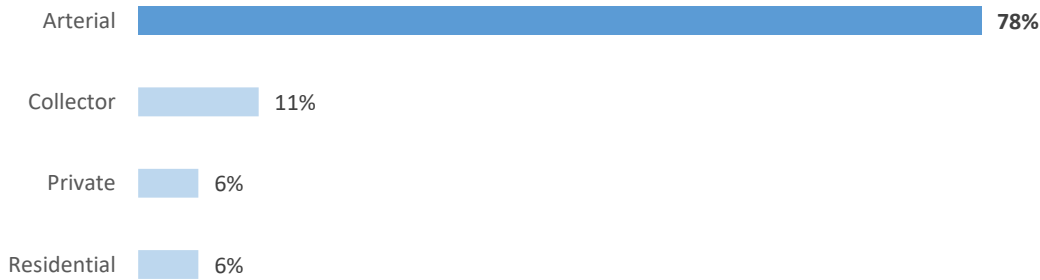 Arterial 78%
Collector 11%
Private 6%
Residential 6%